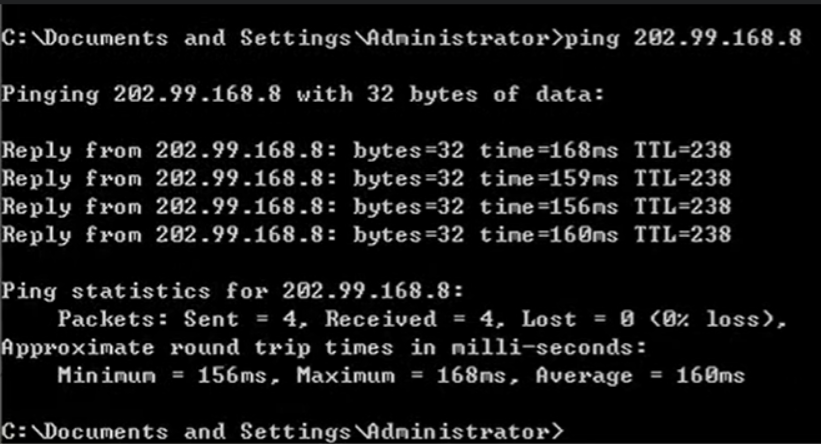 C:\Documents and Settings\Administrator>ping 202.99.168.8
Pinging 202.99.168.8 with 32 bytes of data:
Reply from 202.99.168.8: bytes=32 time=168ms TTL=238
Reply from 202.99.168.8: bytes=32 time=159ms TTL=238
Reply from 202.99.168.8: bytes=32 time=156ms TTL=238
Reply from 202.99.168.8: bytes=32 time=160ms TTL=238
Ping statistics for 202.99.168.8:
    Packets: Sent = 4, Received = 4, Lost = 0 (0% loss),
Approximate round trip times in milli-seconds:
    Minimum = 156ms, Maximum = 168ms, Average = 160ms
C:\Documents and Settings\Administrator>